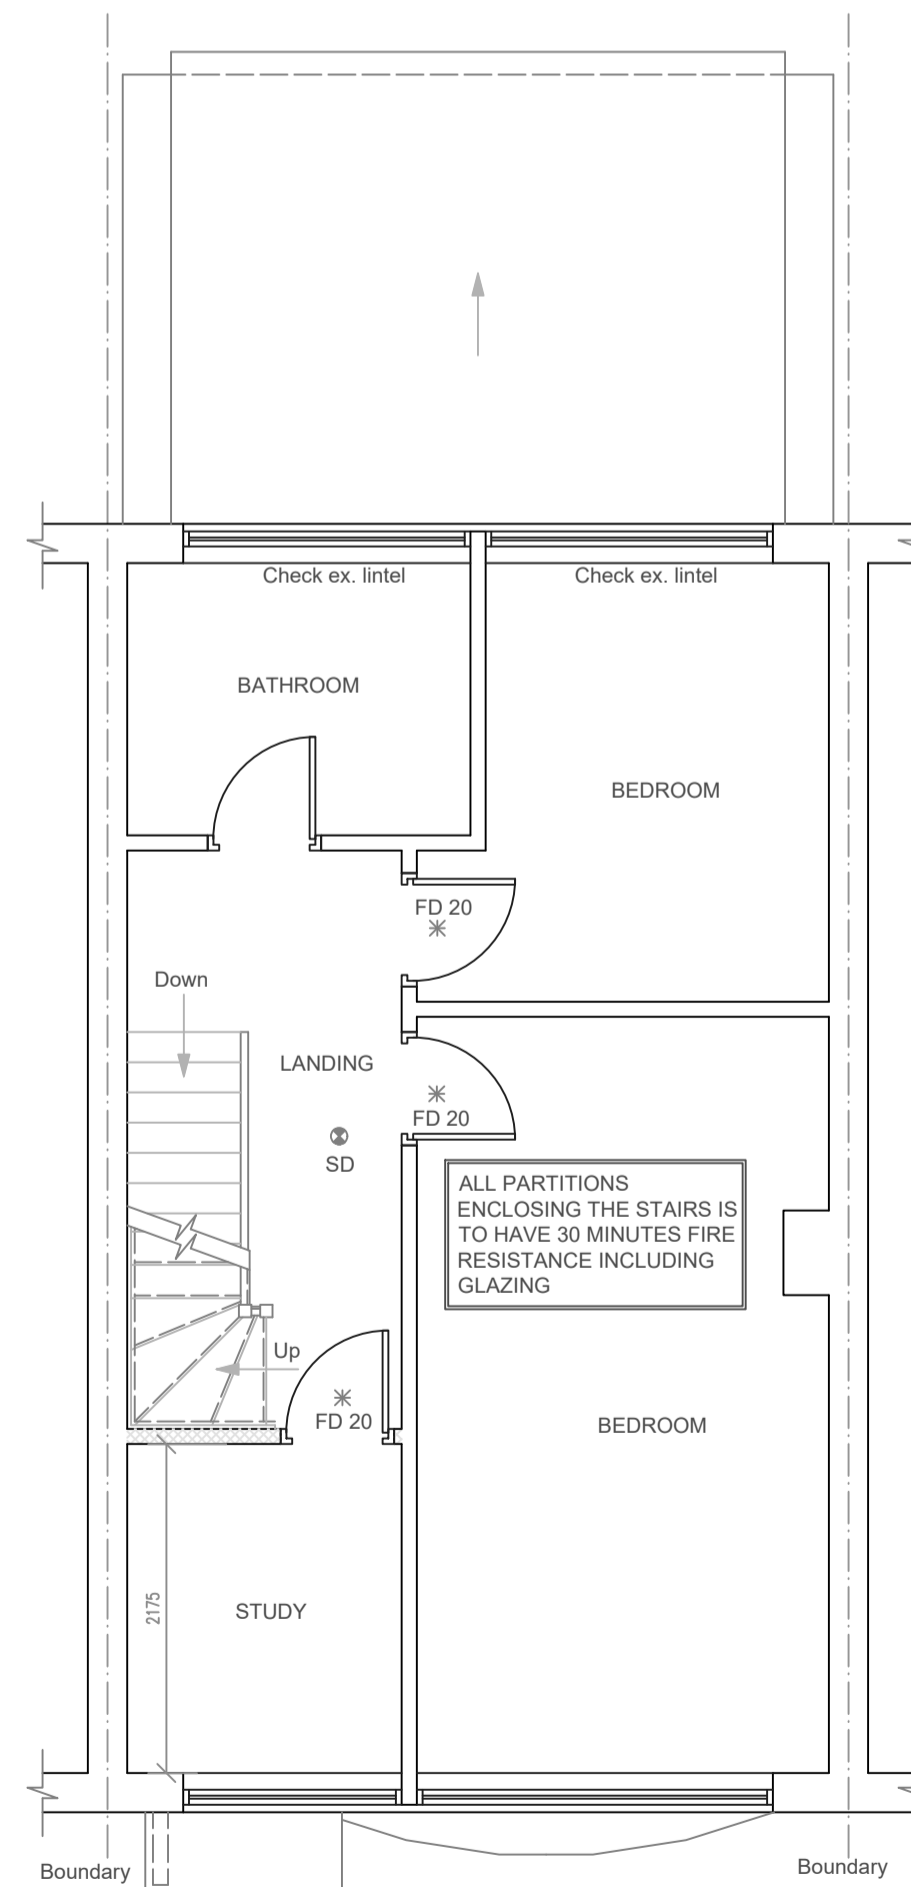 Check ex. lintel
Check ex. lintel
BATHROOM
BEDROOM
FD 20
Down
LANDING
FD 20
SD
ALL PARTITIONS
ENCLOSING THE STAIRS IS
TO HAVE 30 MINUTES FIRE
RESISTANCE INCLUDING
GLAZING
Up
FD 20
BEDROOM
2175
STUDY
Boundary
Boundary